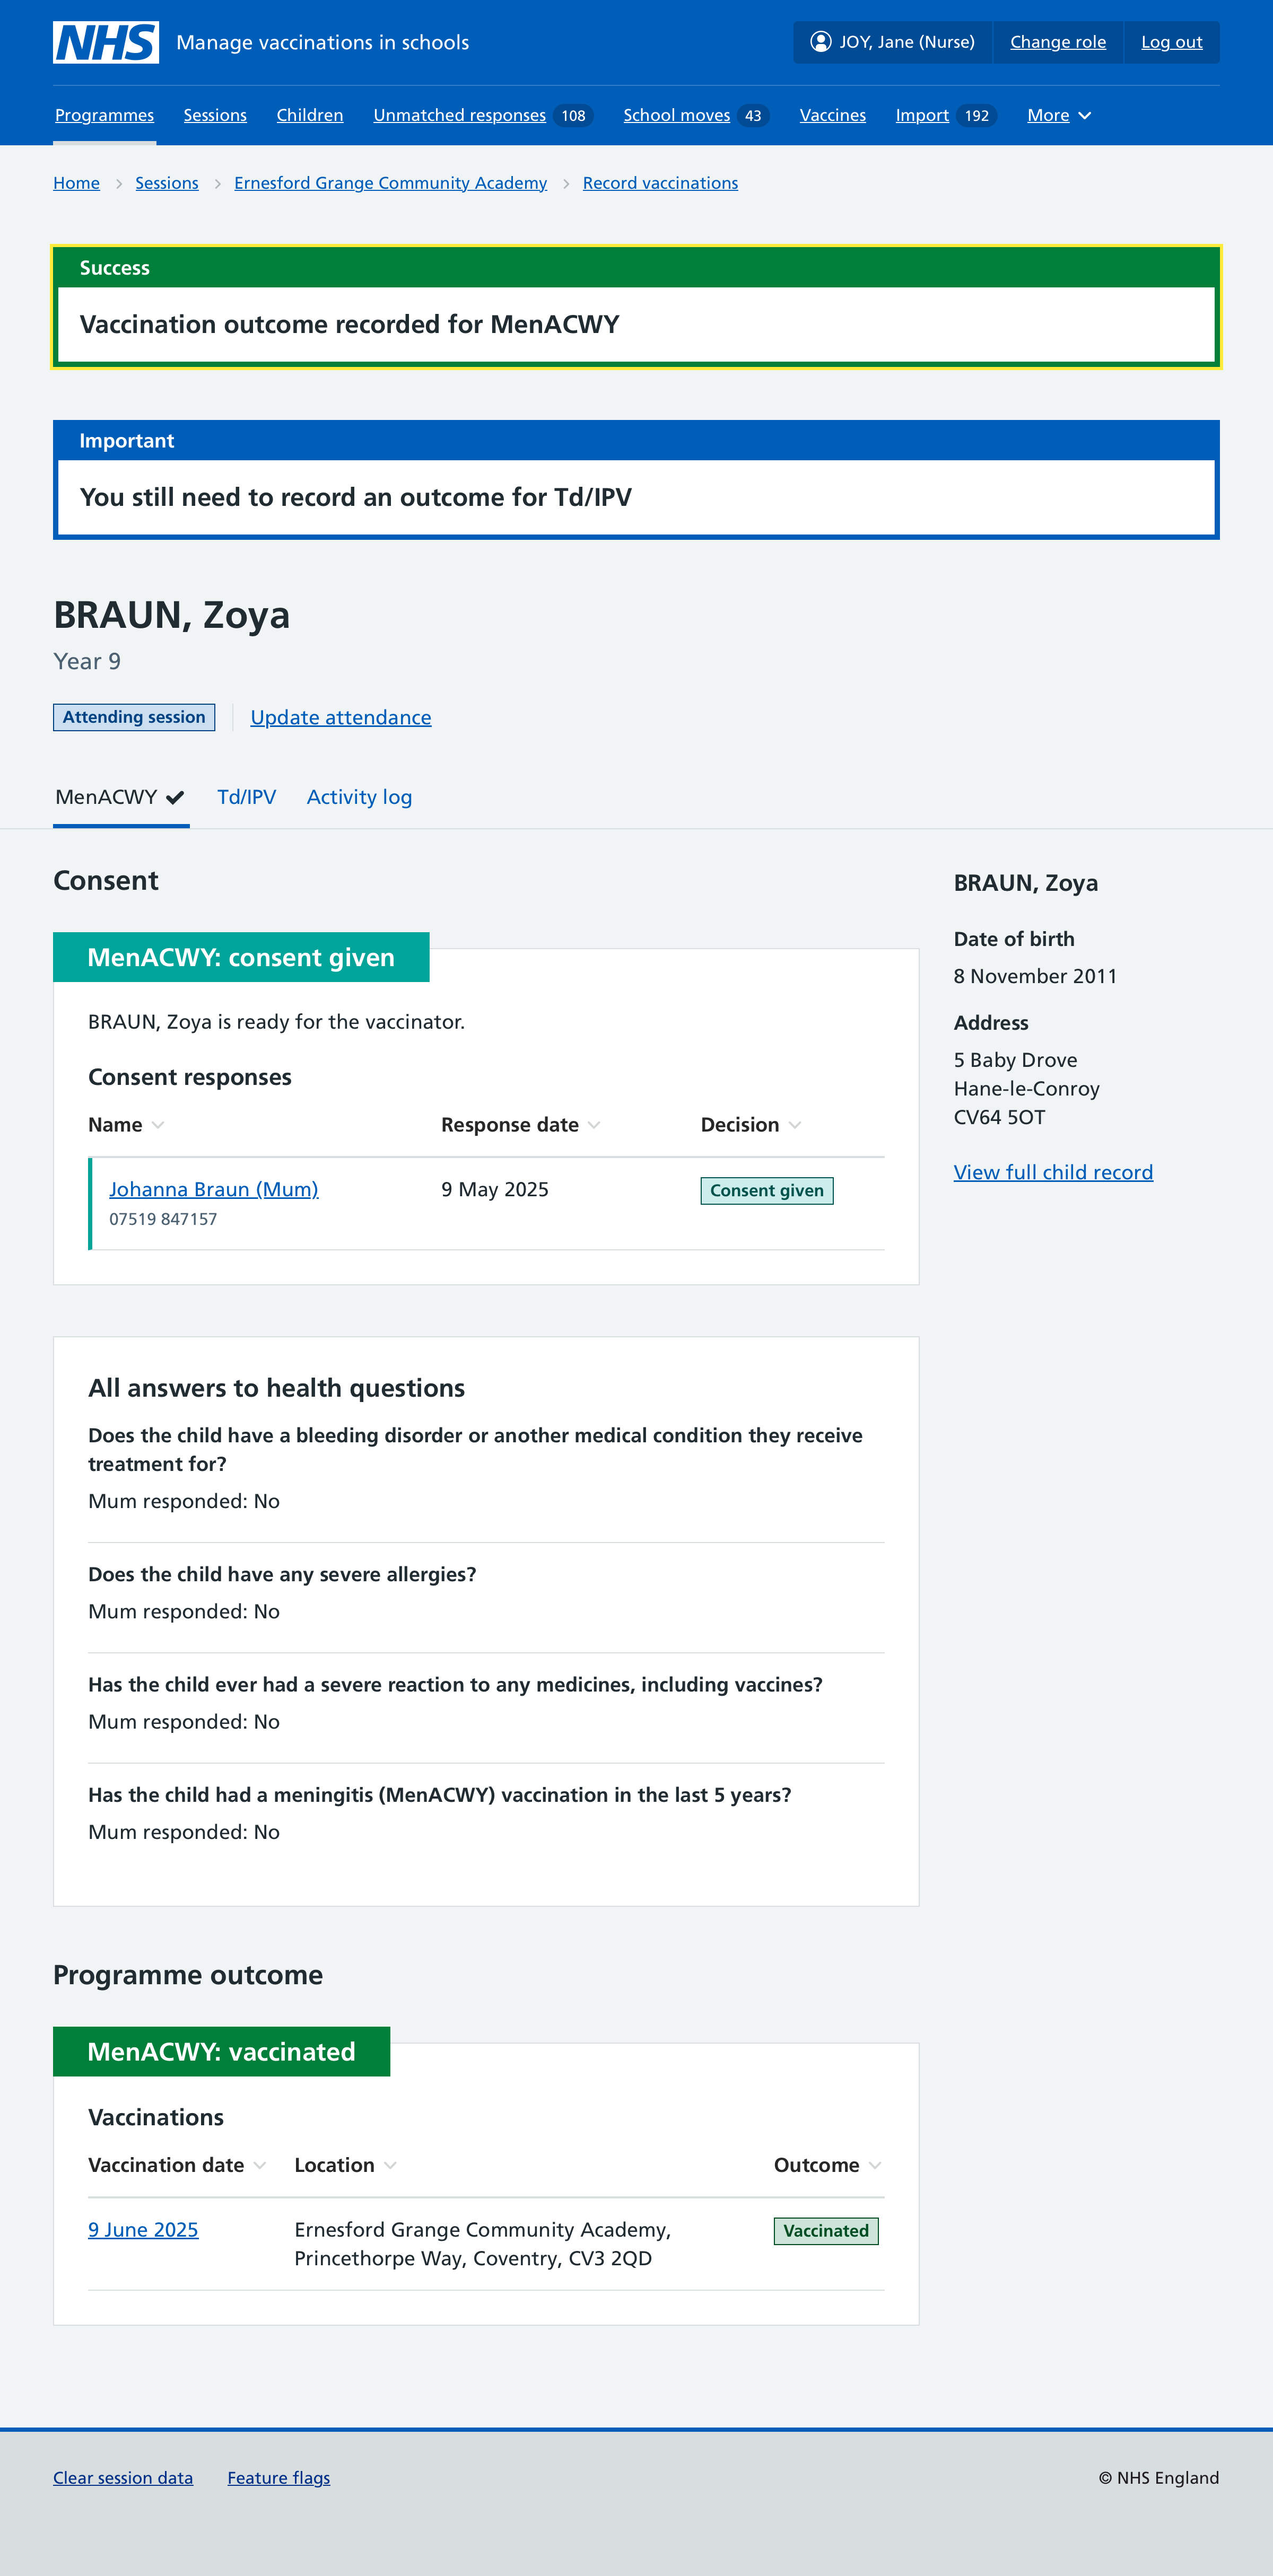 NHS Manage vaccinations in schools JOY, Jane (Nurse) Change role Log out
Programmes Sessions Children Unmatched responses 108 School moves 43 Vaccines Import 192 More
Home Sessions Ernesford Grange Community Academy Record vaccinations
Success
Vaccination outcome recorded for MenACWY
Important
You still need to record an outcome for Td/IPV
BRAUN, Zoya
Year 9
Attending session Update attendance
MenACWY Td/IPV Activity log
Consent
MenACWY: consent given
BRAUN, Zoya is ready for the vaccinator.
Consent responses
Name Response date Decision
Johanna Braun (Mum) 9 May 2025 Consent given
07519 847157
All answers to health questions
Does the child have a bleeding disorder or another medical condition they receive
treatment for?
Mum responded: No
Does the child have any severe allergies?
Mum responded: No
Has the child ever had a severe reaction to any medicines, including vaccines?
Mum responded: No
Has the child had a meningitis (MenACWY) vaccination in the last 5 years?
Mum responded: No
Programme outcome
MenACWY: vaccinated
Vaccinations
Vaccination date Location Outcome
9 June 2025 Ernesford Grange Community Academy, Vaccinated
Princethorpe Way, Coventry, CV3 2QD
BRAUN, Zoya
Date of birth
8 November 2011
Address
5 Baby Drove
Hane-le-Conroy
CV64 5OT
View full child record
Clear session data Feature flags © NHS England